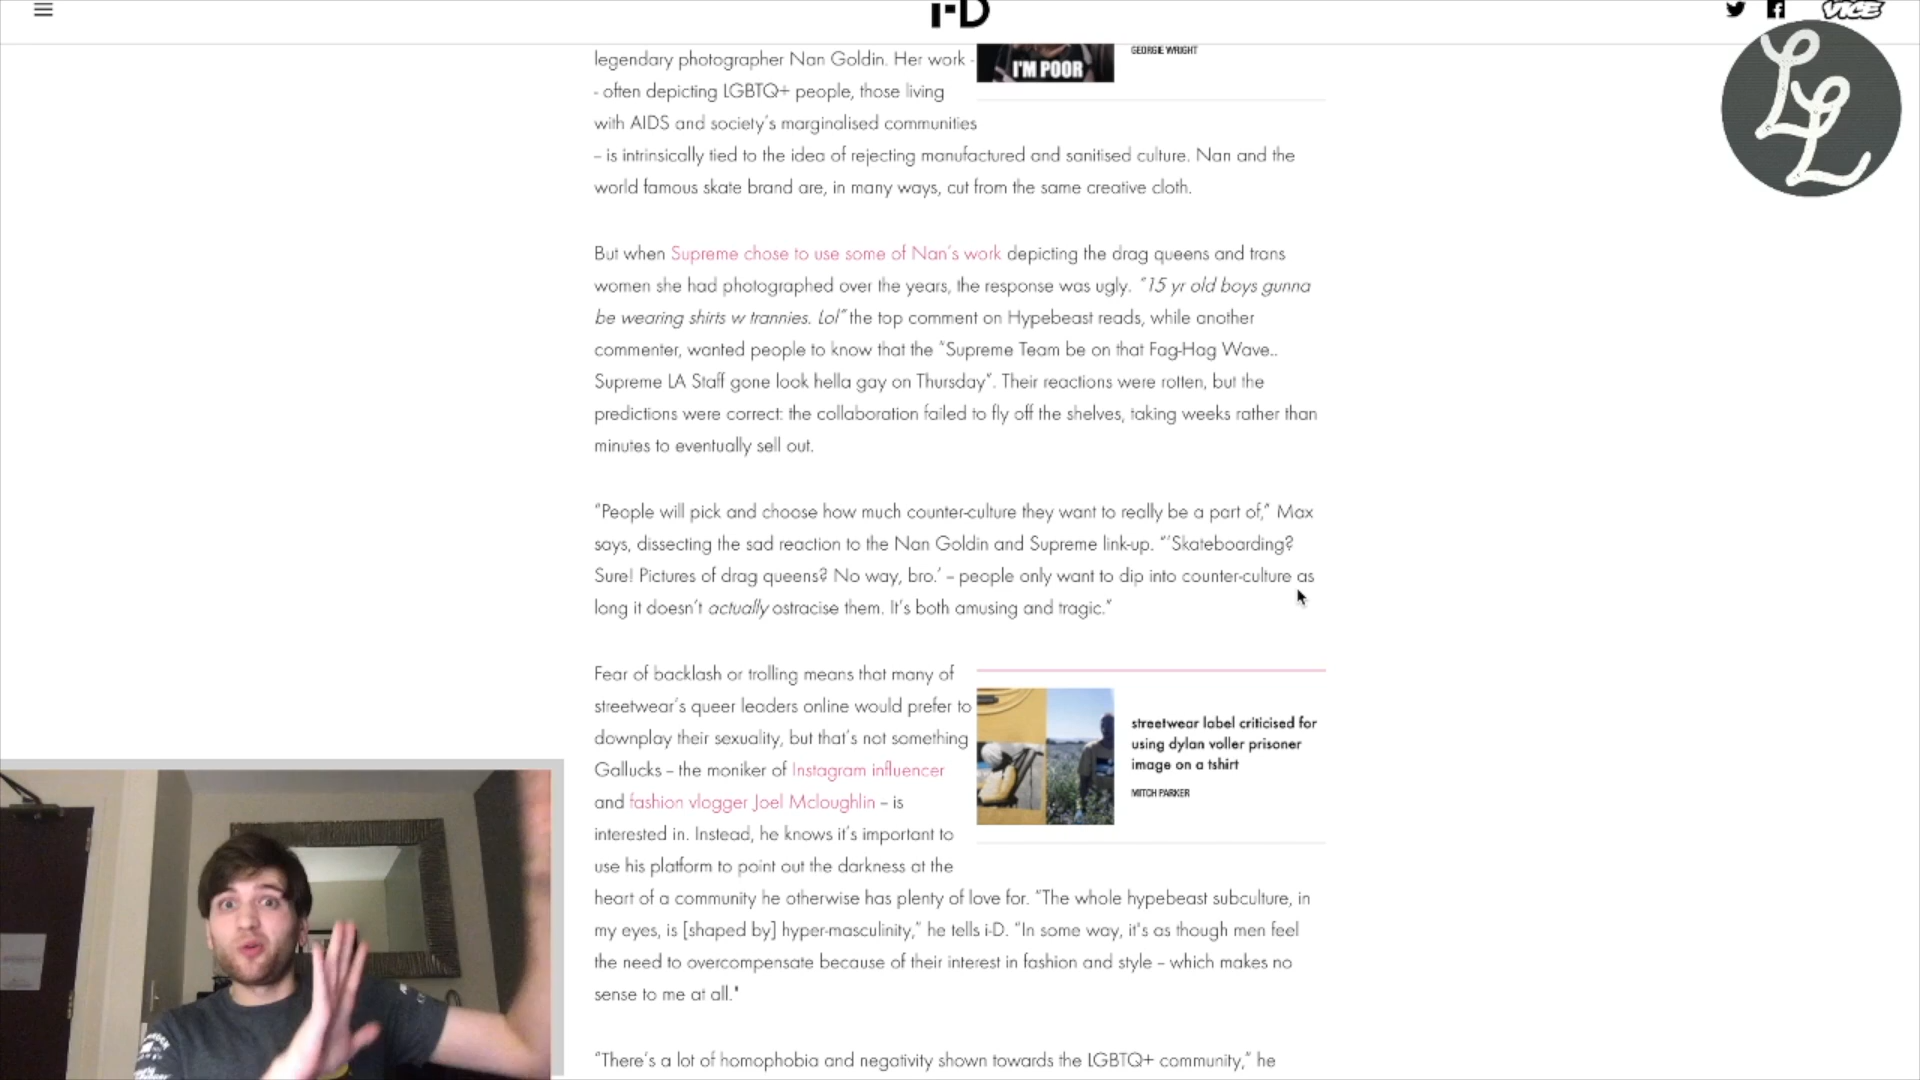 i-D
VICE
legendary photographer Nan Goldin. Her work -
- often depicting LGBTQ+ people, those living
with AIDS and society's marginalised communities
– is intrinsically tied to the idea of rejecting manufactured and sanitised culture. Nan and the
world famous skate brand are, in many ways, cut from the same creative cloth.
I'M POOR
GEORGIE WRIGHT
LL
But when Supreme chose to use some of Nan's work depicting the drag queens and trans
women she had photographed over the years, the response was ugly. "15 yr old boys gunna
be wearing shirts w trannies. Lol" the top comment on Hypebeast reads, while another
commenter, wanted people to know that the "Supreme Team be on that Fag-Hag Wave..
Supreme LA Staff gone look hella gay on Thursday". Their reactions were rotten, but the
predictions were correct: the collaboration failed to fly off the shelves, taking weeks rather than
minutes to eventually sell out.
"People will pick and choose how much counter-culture they want to really be a part of," Max
says, dissecting the sad reaction to the Nan Goldin and Supreme link-up. "'Skateboarding?
Sure! Pictures of drag queens? No way, bro.' – people only want to dip into counter-culture as
long it doesn't actually ostracise them. It's both amusing and tragic."
Fear of backlash or trolling means that many of
streetwear's queer leaders online would prefer to
downplay their sexuality, but that's not something
Gallucks – the moniker of Instagram influencer
and fashion vlogger Joel Mcloughlin – is
interested in. Instead, he knows it's important to
use his platform to point out the darkness at the
heart of a community he otherwise has plenty of love for. "The whole hypebeast subculture, in
my eyes, is [shaped by] hyper-masculinity," he tells i-D. "In some way, it's as though men feel
the need to overcompensate because of their interest in fashion and style – which makes no
sense to me at all."
streetwear label criticised for
using dylan voller prisoner
image on a tshirt
MITCH PARKER
"There's a lot of homophobia and negativity shown towards the LGBTQ+ community," he